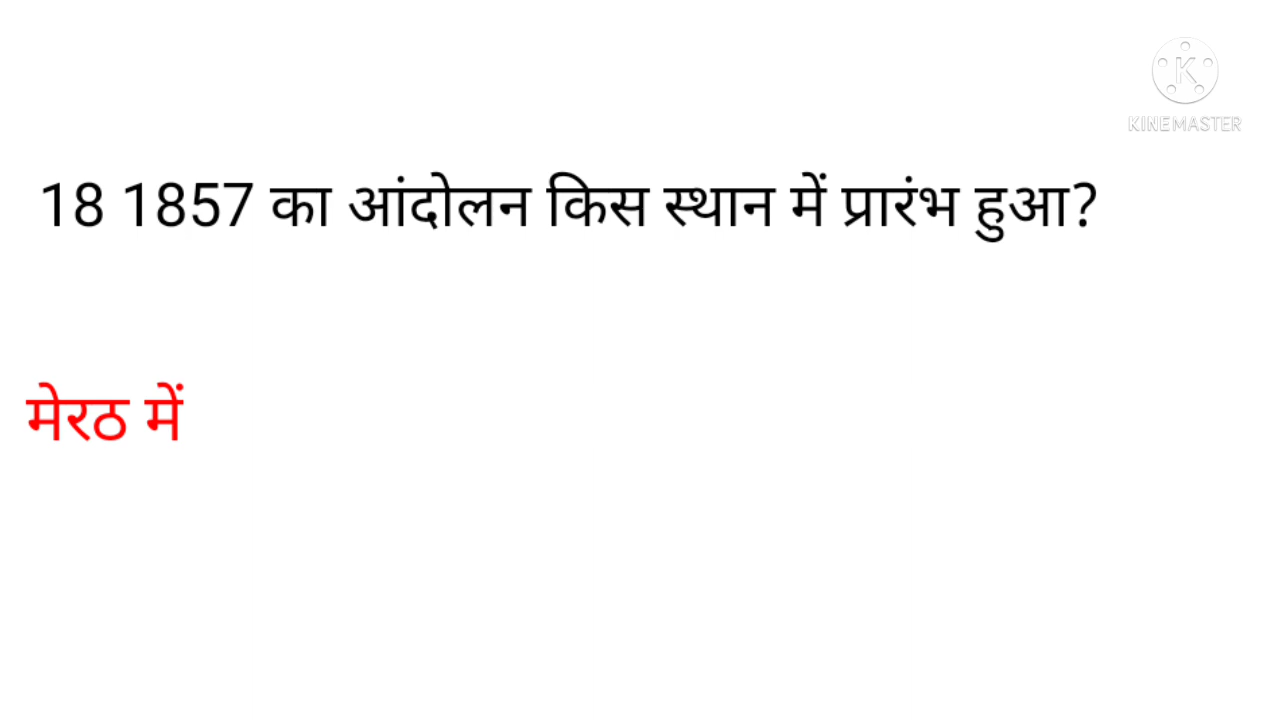 KINEMASTER
18 1857 का आंदोलन किस स्थान में प्रारंभ हुआ?
मेरठ में